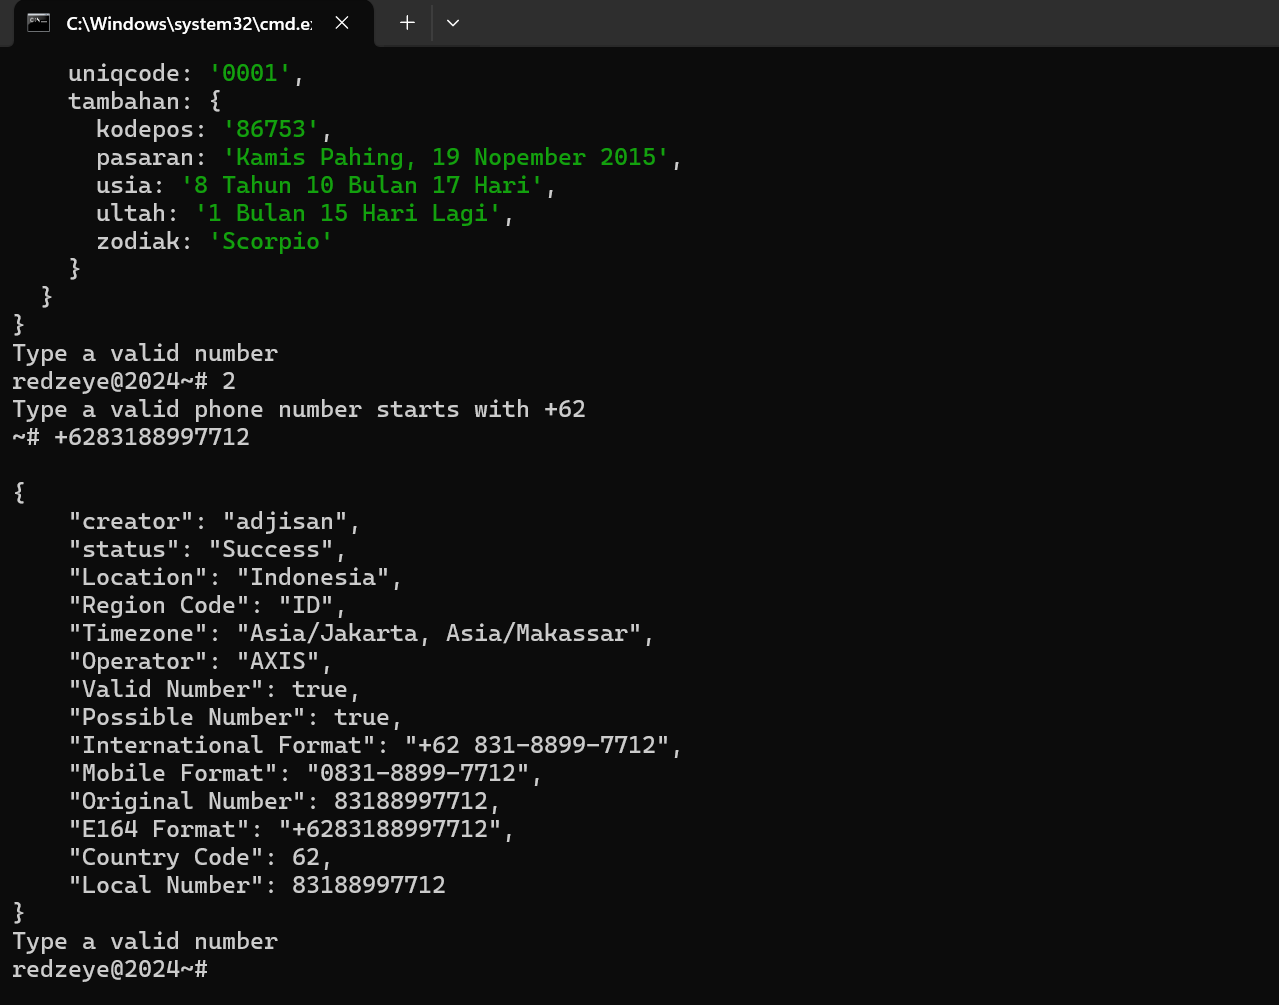 C:\Windows\system32\cmd.e
uniqcode: '0001',
tambahan: {
kodepos: '86753',
pasaran: 'Kamis Pahing, 19 Nopember 2015',
usia: '8 Tahun 10 Bulan 17 Hari',
ultah: '1 Bulan 15 Hari Lagi',
zodiak: 'Scorpio'
}
}
}
Type a valid number
redzeye@2024~# 2
Type a valid phone number starts with +62
~# +6283188997712
{
"creator": "adjisan",
"status": "Success",
"Location": "Indonesia",
"Region Code": "ID",
"Timezone": "Asia/Jakarta, Asia/Makassar",
"Operator": "AXIS",
"Valid Number": true,
"Possible Number": true,
"International Format": "+62 831-8899-7712",
"Mobile Format": "0831-8899-7712",
"Original Number": 83188997712,
"E164 Format": "+6283188997712",
"Country Code": 62,
"Local Number": 83188997712
}
Type a valid number
redzeye@2024~#